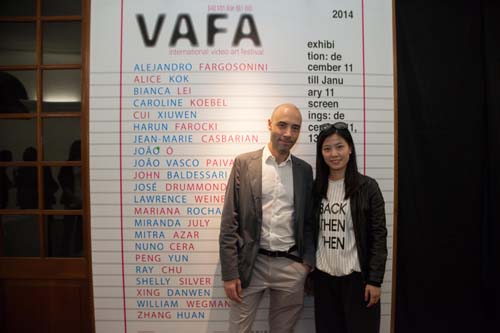 VAFA
international video art festival
ALEJANDRO FARGOSONINI
ALICE KOK
BIANCA LEI
CAROLINE KOEBEL
CUI XIUWEN
HARUN FAROCKI
JEAN-MARIE CASBARIAN
JOÃO Ó
JOÃO VASCO PAIVA
JOHN BALDESSARI
JOSÉ DRUMMOND
LAWRENCE WEINE
MARIANA ROCHA
MIRANDA JULY
MITRA AZAR
NUNO CERA
PENG YUN
RAY CHU
SHELLY SILVER
XING DANWEN
WILLIAM WEGMAN
ZHANG HUAN
2014
exhibi
tion: de
cember 11
till Janu
ary 11
screen
ings: de
BACK
THEN
THEN